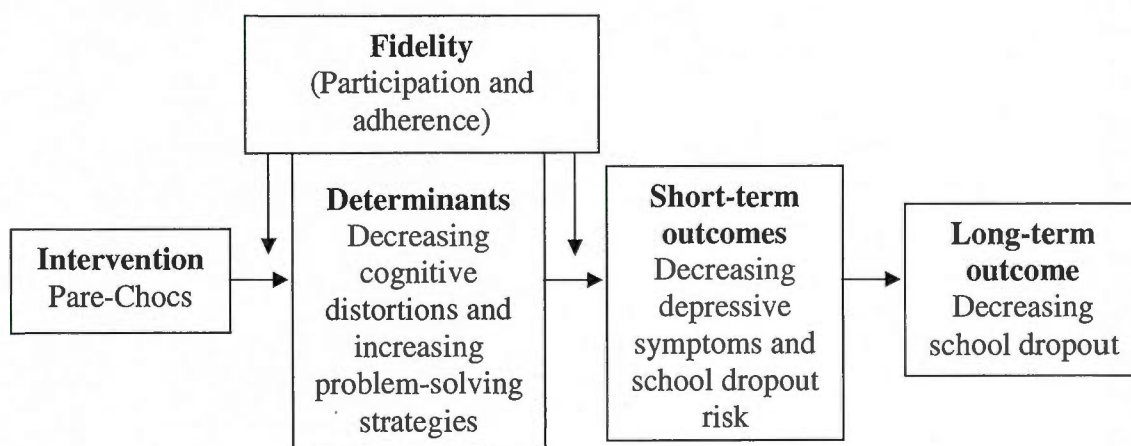 Fidelity
(Participation and
adherence)
Intervention
Pare-Chocs
Determinants
Decreasing
cognitive
distortions and
increasing
problem-solving
strategies
Short-term
outcomes
Decreasing
depressive
symptoms and
school dropout
risk
Long-term
outcome
Decreasing
school dropout